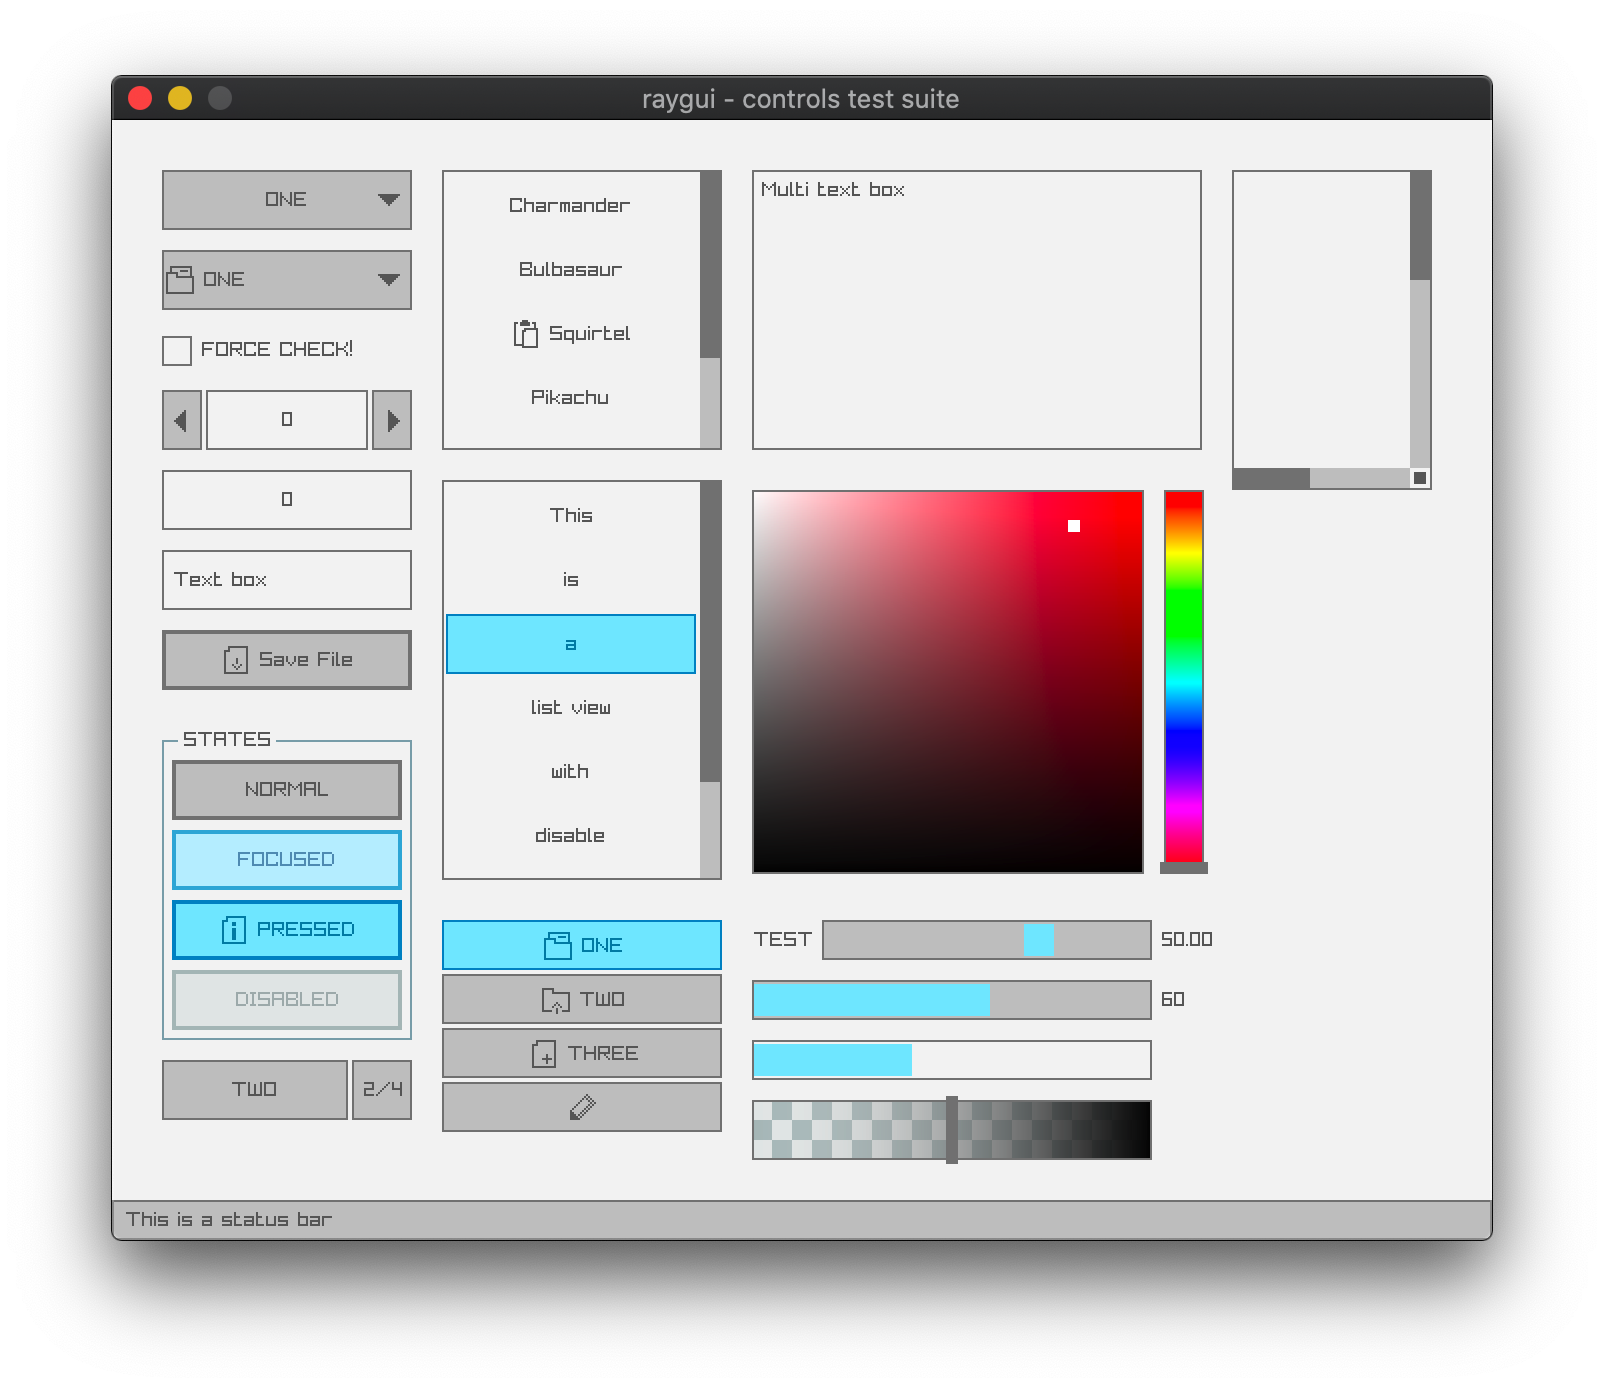 raygui - controls test suite
ONE
ONE
FORCE CHECK!
0
0
Text box
Save File
STATES
NORMAL
FOCUSED
PRESSED
DISABLED
TWO
2/4
Charmander
Bulbasaur
Squirtel
Pikachu
This
is
a
list view
with
disable
ONE
TWO
THREE
Multi text box
TEST
50.00
60
This is a status bar